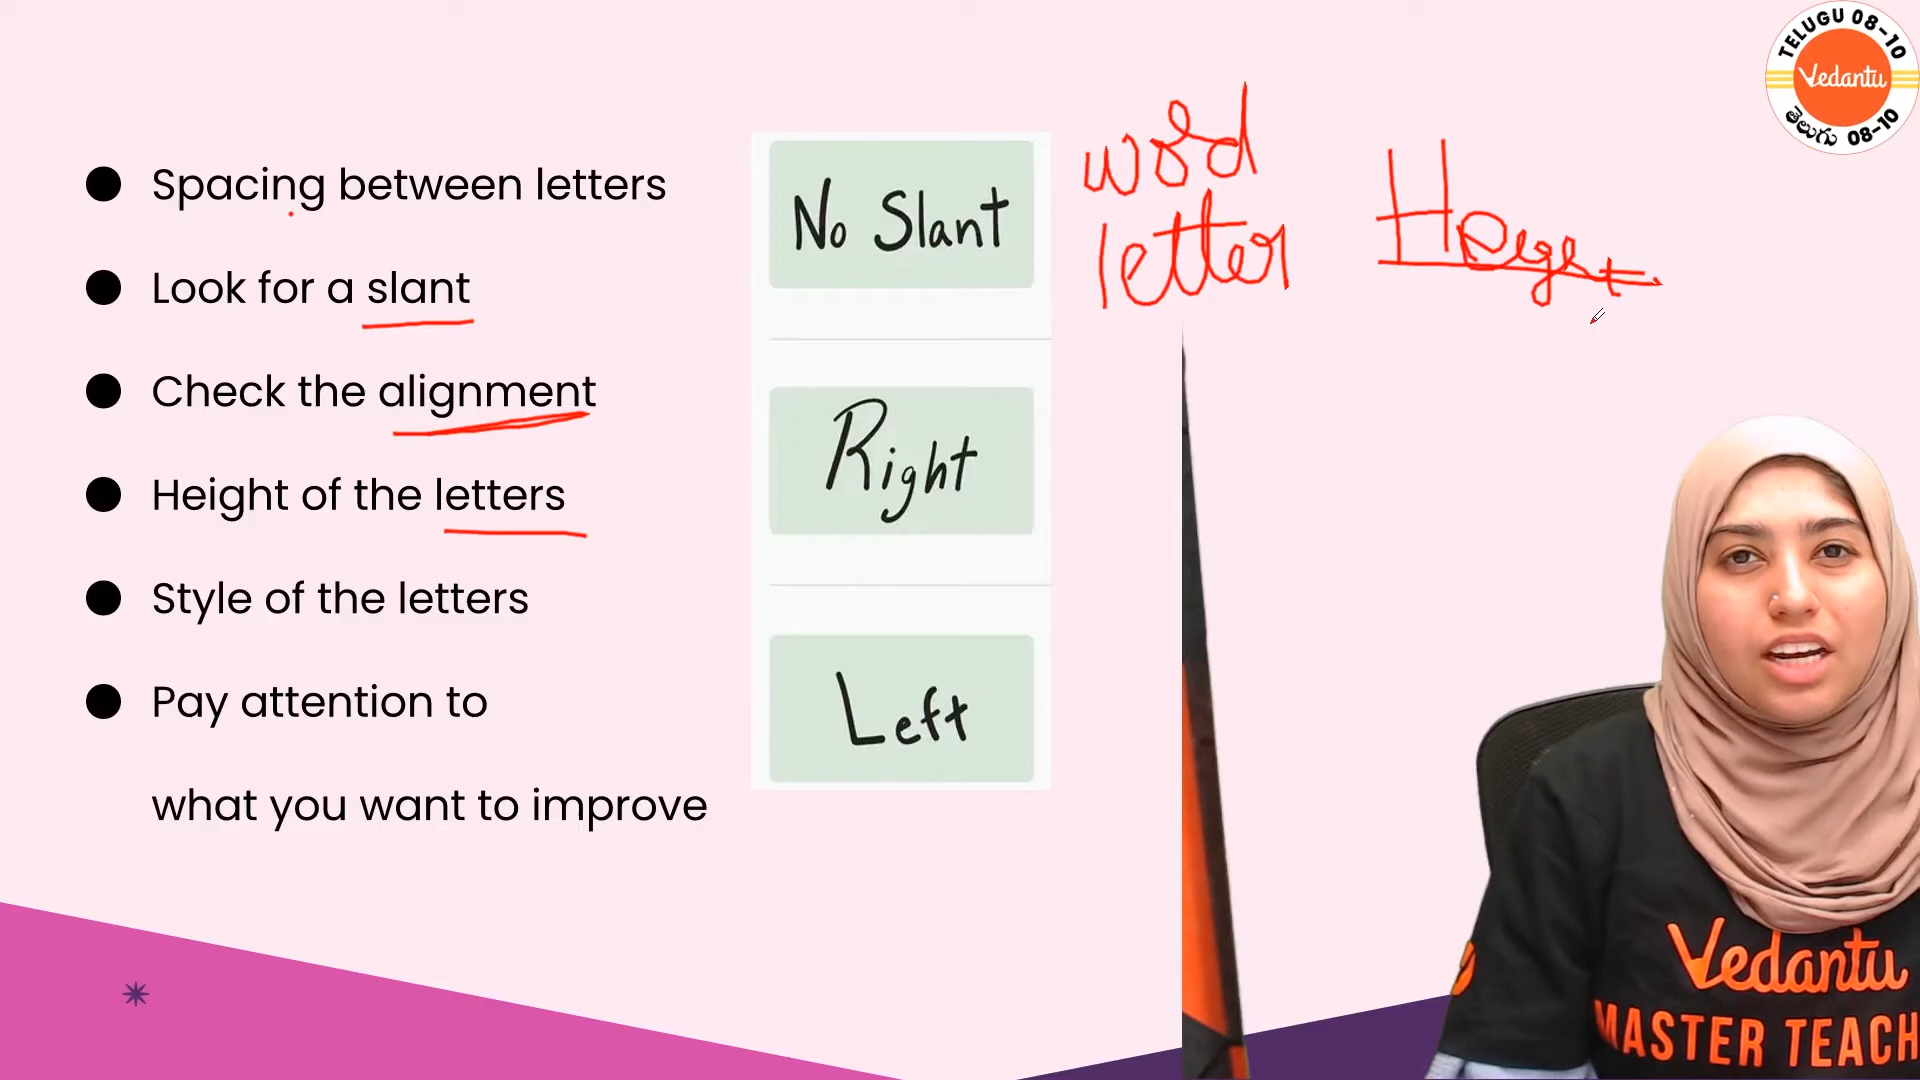 Spacing between letters
Look for a slant
Check the alignment
Height of the letters
Style of the letters
Pay attention to
what you want to improve
No Slant
Right
Left
word
letter
TELUGU 08-10
Vedantu
తెలుగు 08-10
Vedantu
MASTER TEACH